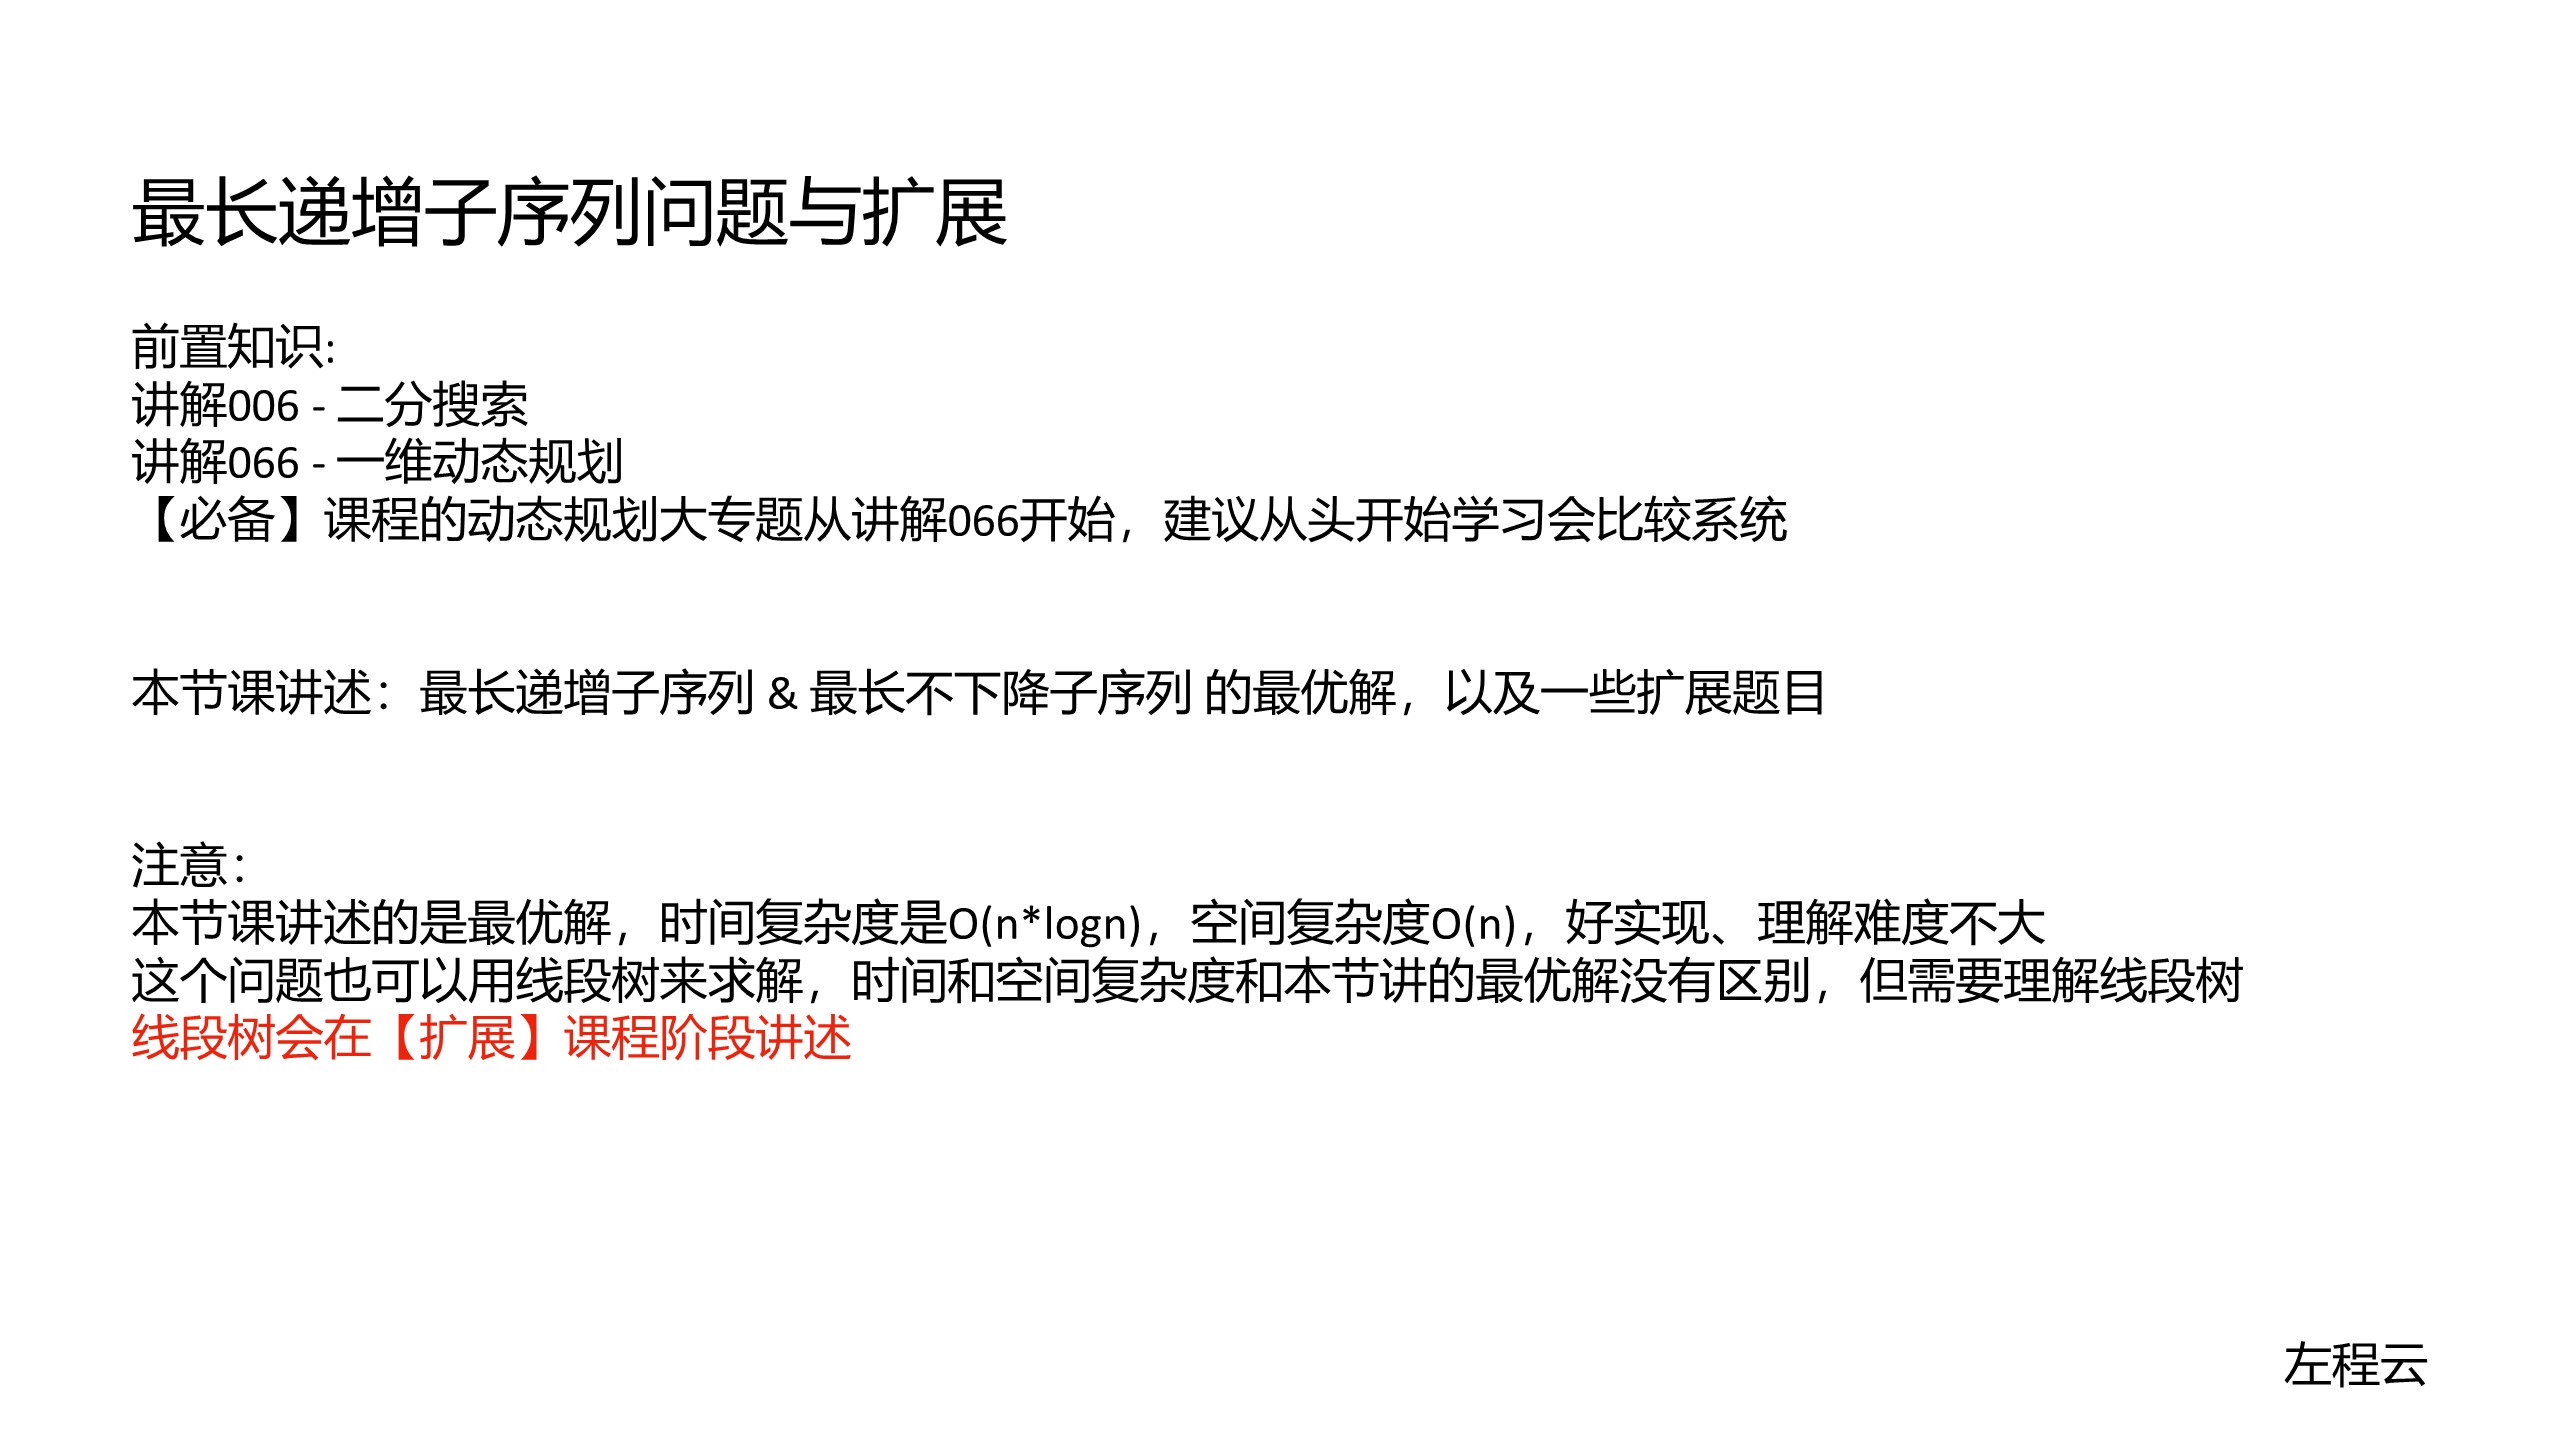 最长递增子序列问题与扩展
前置知识:
讲解006 - 二分搜索
讲解066 - 一维动态规划
【必备】课程的动态规划大专题从讲解066开始，建议从头开始学习会比较系统
本节课讲述：最长递增子序列 & 最长不下降子序列 的最优解，以及一些扩展题目
注意：
本节课讲述的是最优解，时间复杂度是O(n*logn)，空间复杂度O(n)，好实现、理解难度不大
这个问题也可以用线段树来求解，时间和空间复杂度和本节讲的最优解没有区别，但需要理解线段树
线段树会在【扩展】课程阶段讲述
左程云